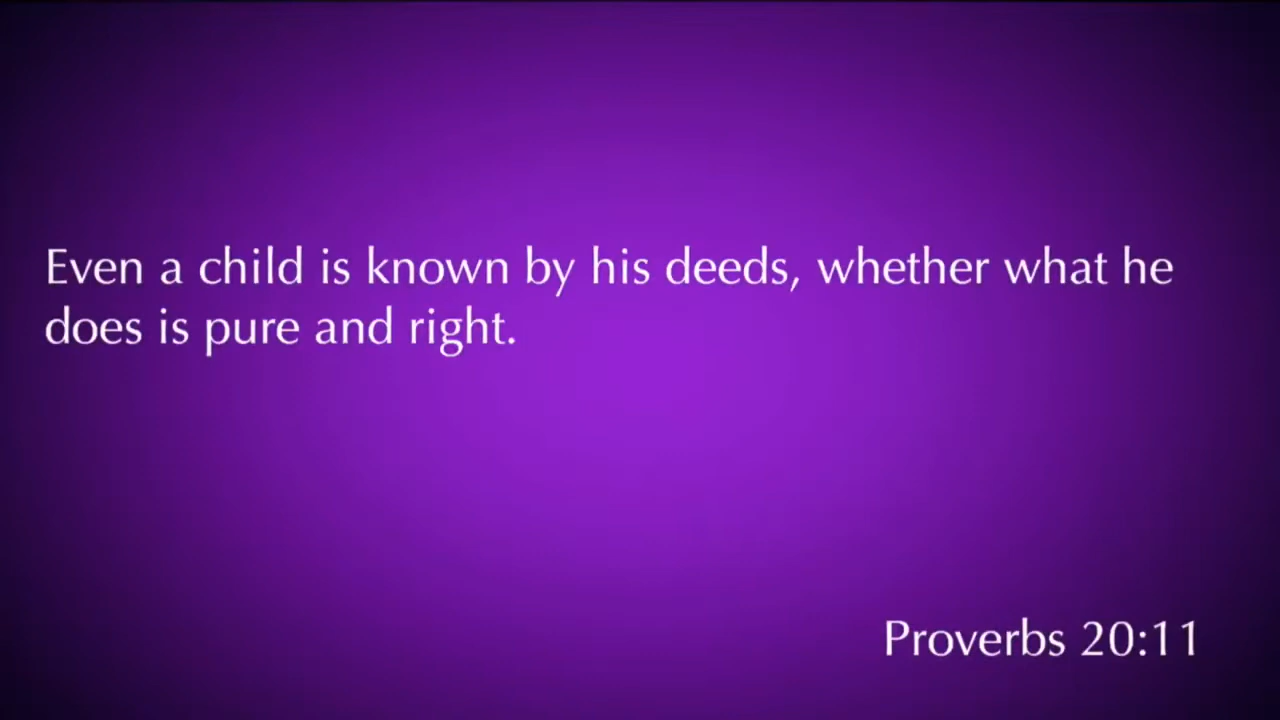 Even a child is known by his deeds, whether what he
does is pure and right.
Proverbs 20:11